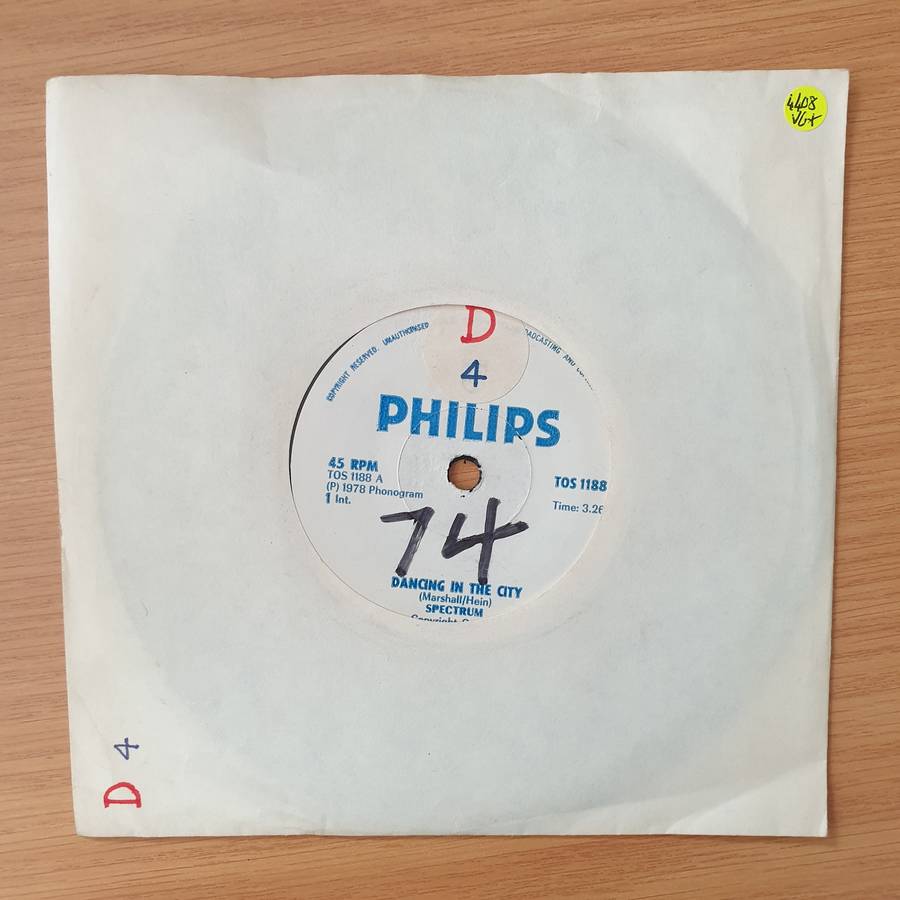 4408
VG+
COPYRIGHT RESERVED. UNAUTHORISED
BROADCASTING AND
D
4
PHILIPS
45 RPM
TOS 1188 A
(P) 1978 Phonogram
1 Int.
TOS 1188
Time: 3.26
74
DANCING IN THE CITY
(Marshall/Hein)
SPECTRUM
Copyright
D 4